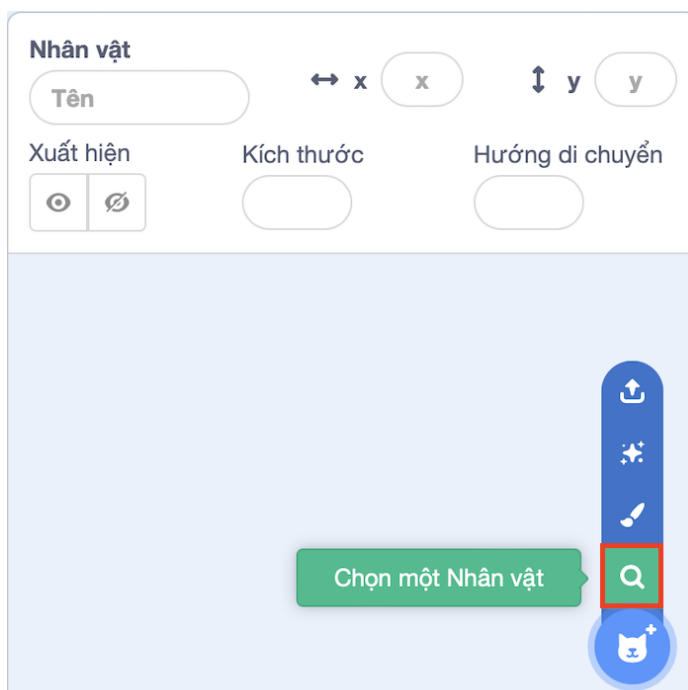 Nhân vật
Tên
x
x
y
y
Xuất hiện
Kích thước
Hướng di chuyển
Chọn một Nhân vật